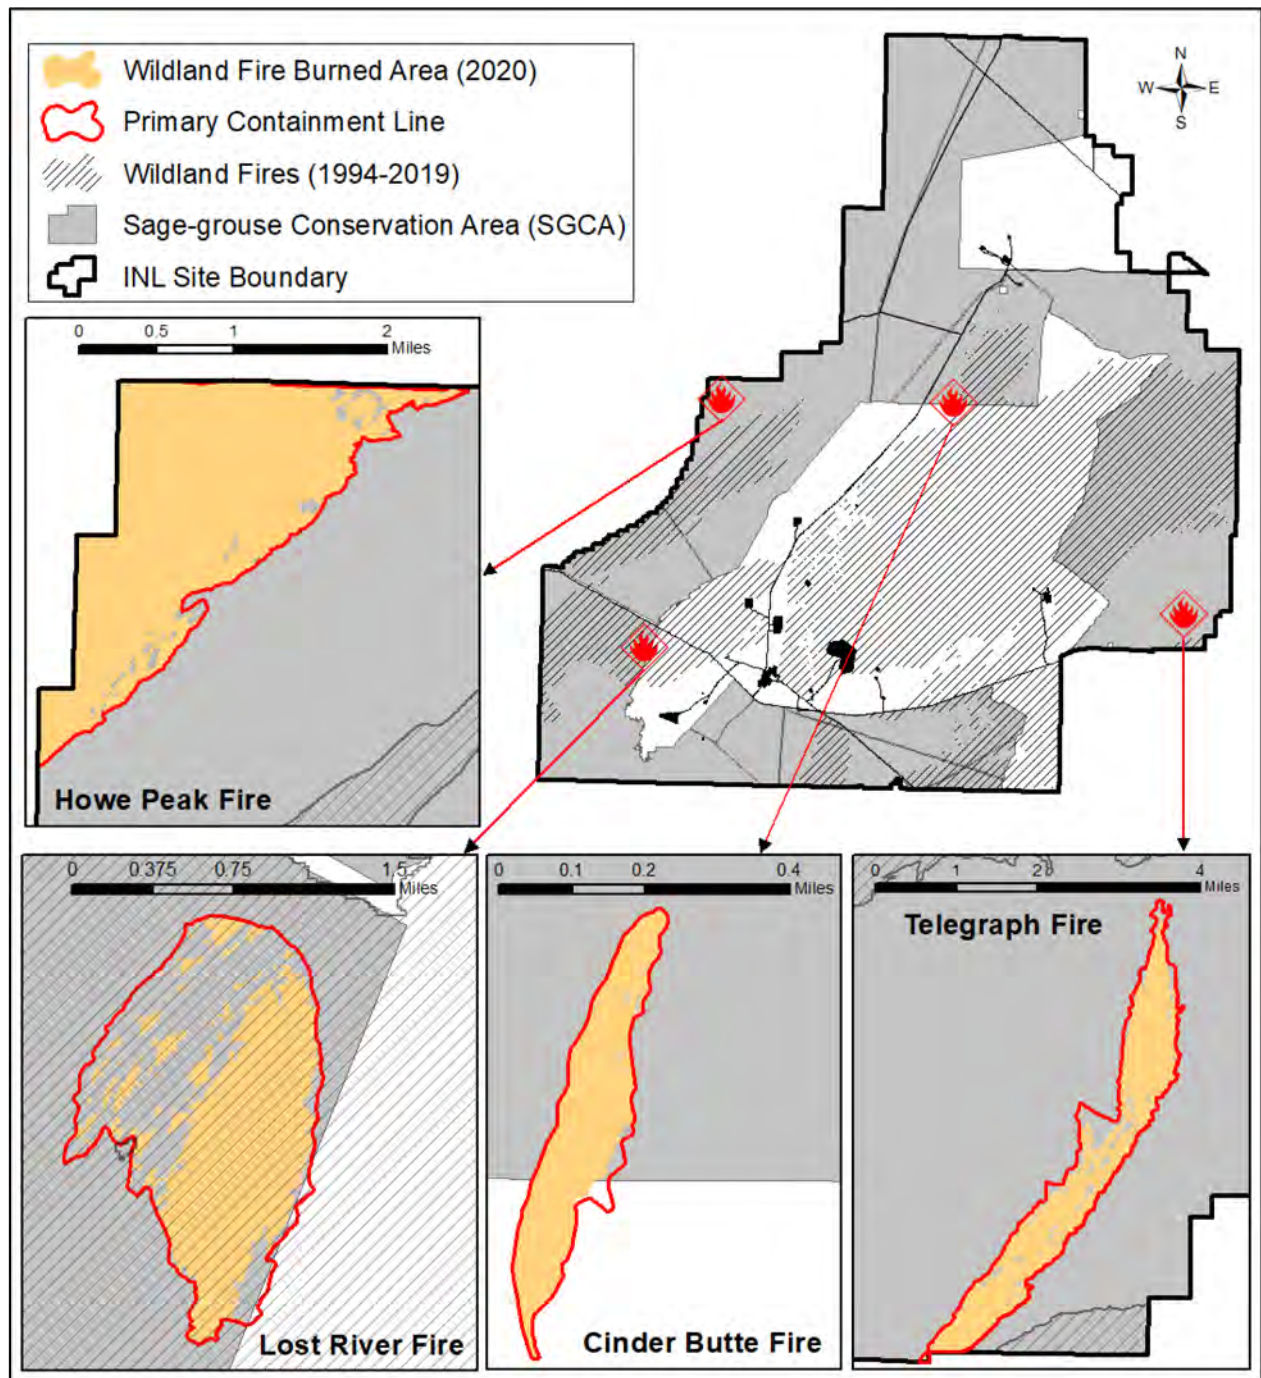 Wildland Fire Burned Area (2020)
Primary Containment Line
Wildland Fires (1994-2019)
Sage-grouse Conservation Area (SGCA)
INL Site Boundary
N
W E
S
0 0.5 1 2
Miles
Howe Peak Fire
0 0.375 0.75 1.5
Miles
Lost River Fire
0 0.1 0.2 0.4
Miles
Cinder Butte Fire
0 1 28 4
Miles
Telegraph Fire